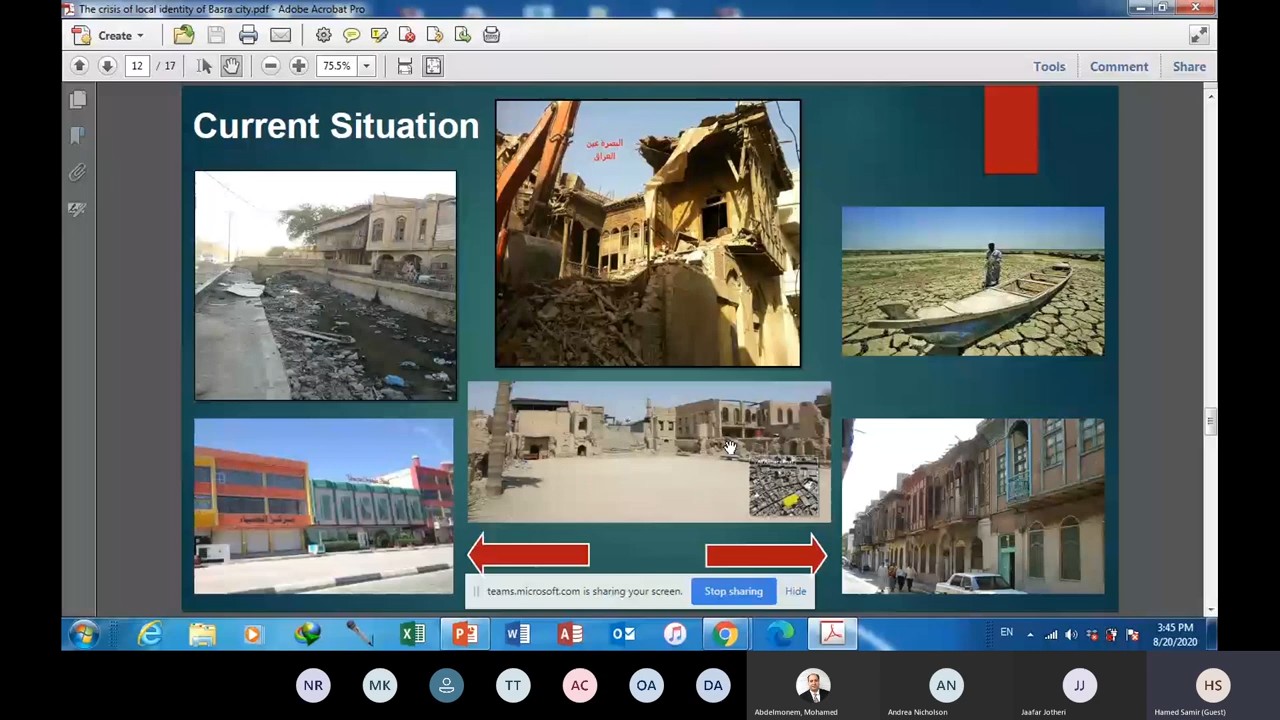 The crisis of local identity of Basra city.pdf - Adobe Acrobat Pro
Create
12 / 17
75.5%
Tools
Comment
Share
Current Situation
البصرة عين
العراق
teams.microsoft.com is sharing your screen.
Stop sharing
Hide
EN
3:45 PM
8/20/2020
NR
MK
TT
AC
OA
DA
AN
JJ
HS
Abdelmonem, Mohamed
Andrea Nicholson
Jaafar Jotheri
Hamed Samir (Guest)